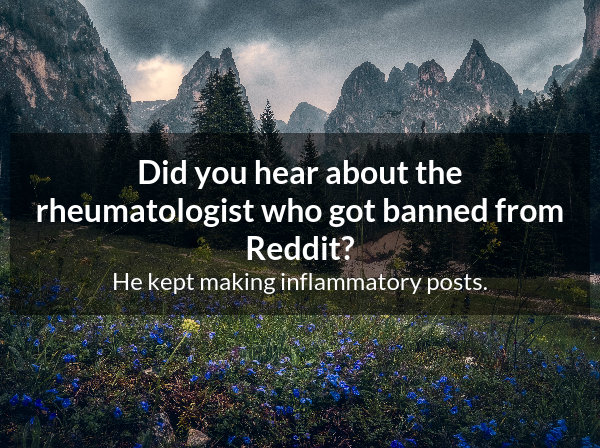 Did you hear about the
rheumatologist who got banned from
Reddit?
He kept making inflammatory posts.